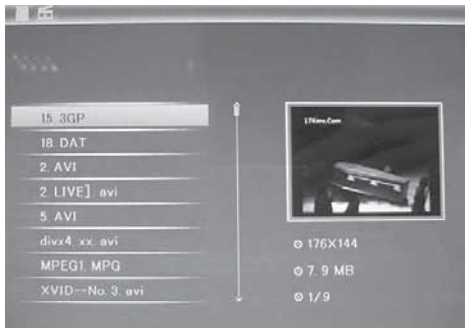 15. 3GP
18. DAT
2. AVI
2. LIVE]. avi
5. AVI
divx4. xx. avi
MPEG1. MPG
XVID--No. 3. avi
176X144
7. 9 MB
1/9